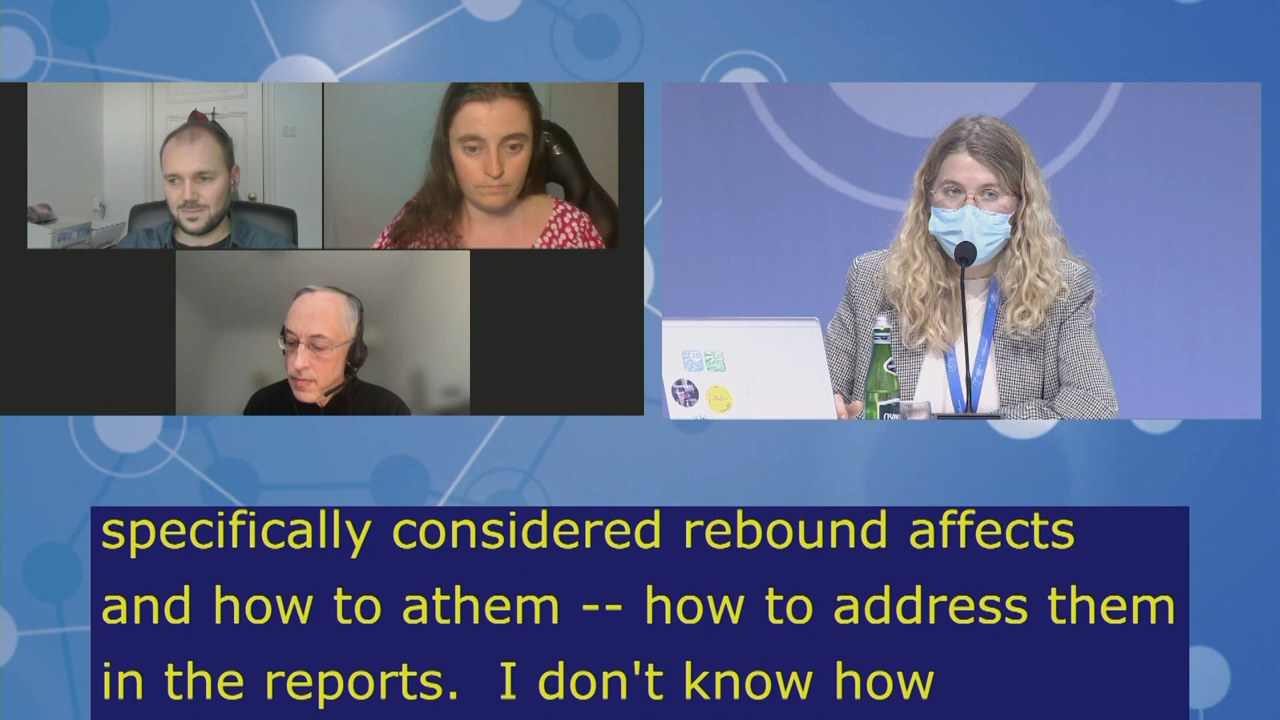 specifically considered rebound affects
and how to athem -- how to address them
in the reports.  I don't know how